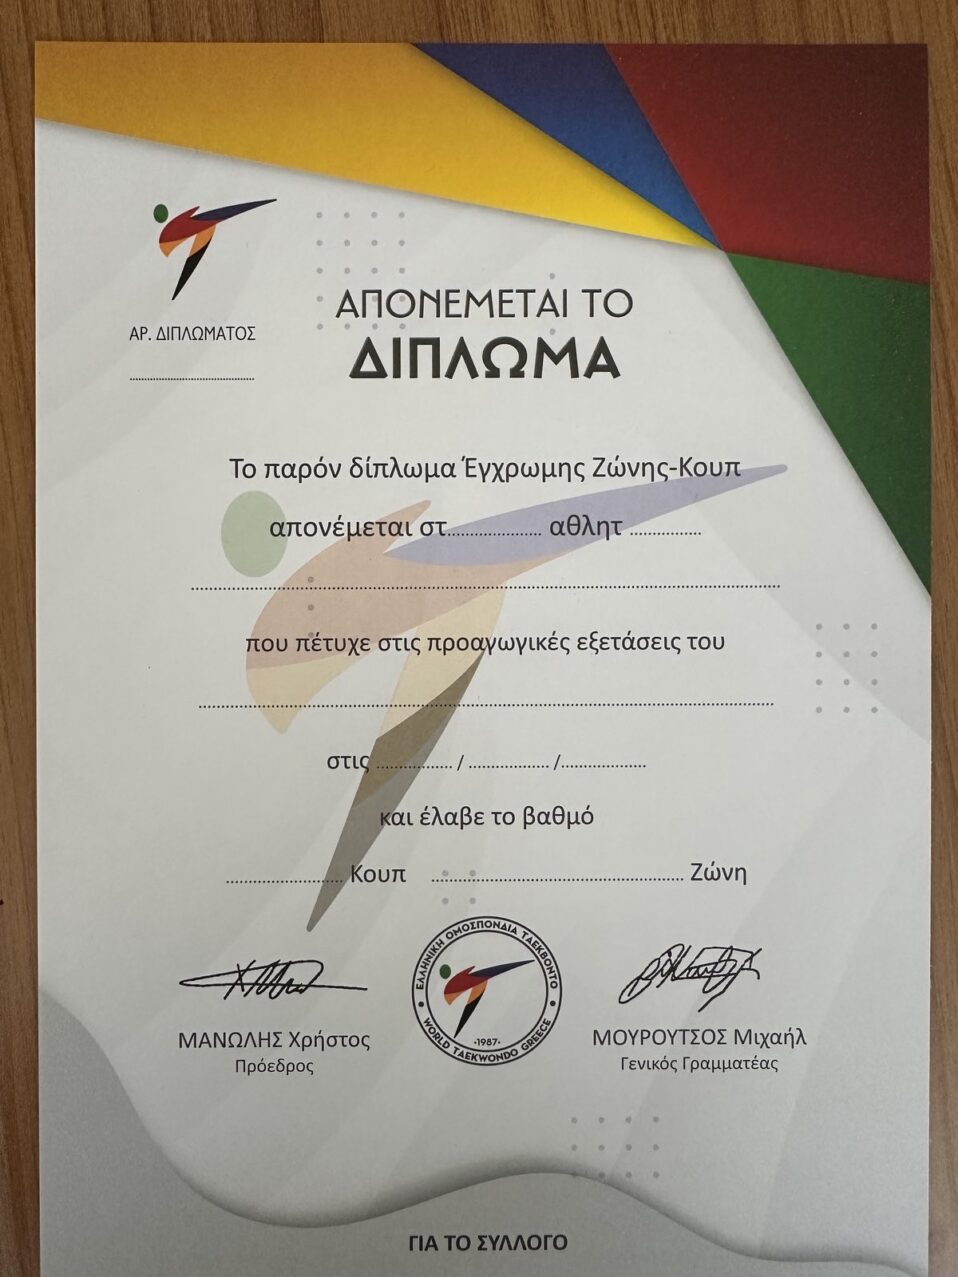 ΑΡ. ΔΙΠΛΩΜΑΤΟΣ
ΑΠΟΝΕΜΕΤΑΙ ΤΟ
ΔΙΠΛΩΜΑ
Το παρόν δίπλωμα Έγχρωμης Ζώνης-Κουπ
απονέμεται στ.................... αθλητ ................
που πέτυχε στις προαγωγικές εξετάσεις του
στις ................. / .................. /...................
και έλαβε το βαθμό
.......................... Κουπ ........................................................ Ζώνη
ΕΛΛΗΝΙΚΗ ΟΜΟΣΠΟΝΔΙΑ ΤΑΕΚΒΟΝΤΟ
·1987·
WORLD TAEKWONDO GREECE
ΜΑΝΩΛΗΣ Χρήστος
Πρόεδρος
ΜΟΥΡΟΥΤΣΟΣ Μιχαήλ
Γενικός Γραμματέας
ΓΙΑ ΤΟ ΣΥΛΛΟΓΟ